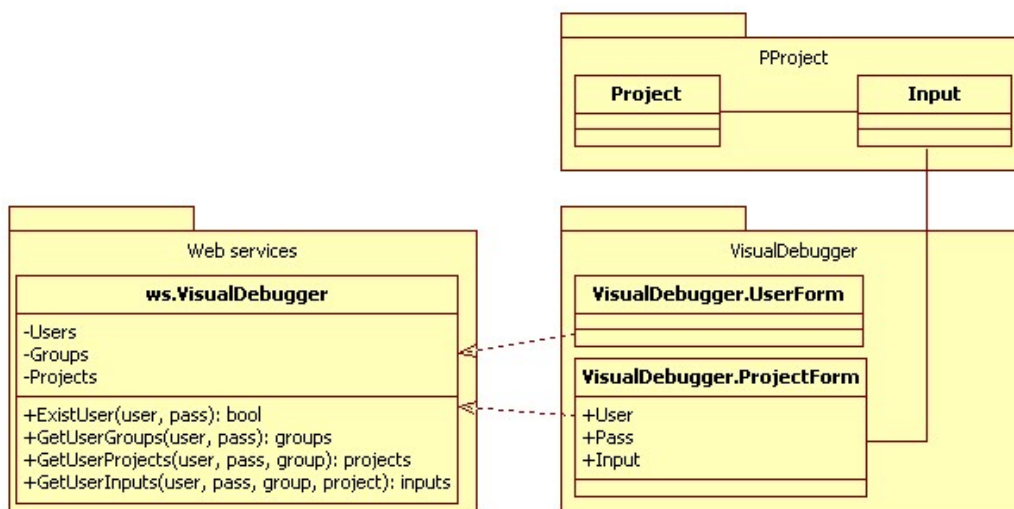 PProject
Project
Input
Web services
ws.VisualDebugger
-Users
-Groups
-Projects
+ExistUser(user, pass): bool
+GetUserGroups(user, pass): groups
+GetUserProjects(user, pass, group): projects
+GetUserInputs(user, pass, group, project): inputs
VisualDebugger
VisualDebugger.UserForm
VisualDebugger.ProjectForm
+User
+Pass
+Input